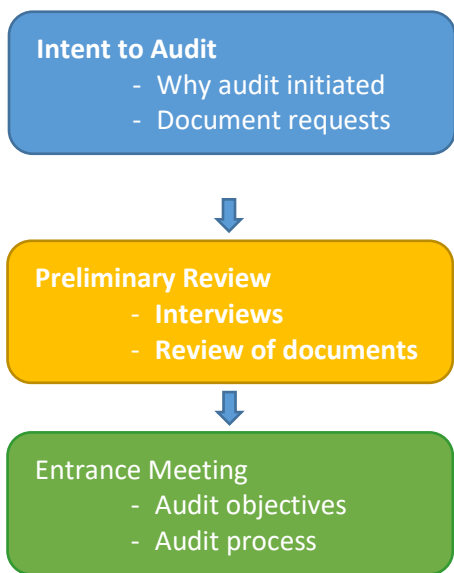 Intent to Audit
- Why audit initiated
- Document requests
Preliminary Review
- Interviews
- Review of documents
Entrance Meeting
- Audit objectives
- Audit process